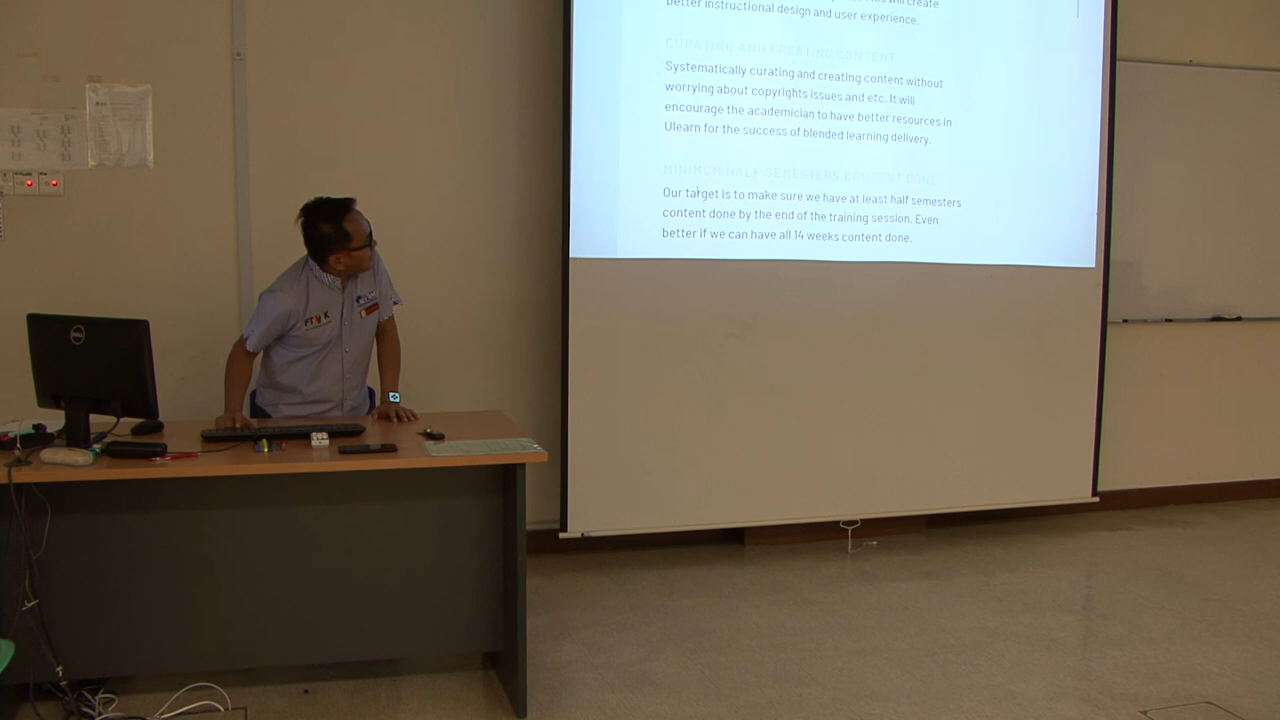 will create
better instructional design and user experience.
CURATING AND CREATING CONTENT
Systematically curating and creating content without
worrying about copyrights issues and etc. It will
encourage the academician to have better resources in
Ulearn for the success of blended learning delivery.
MINIMUM HALF SEMESTERS CONTENT DONE
Our target is to make sure we have at least half semesters
content done by the end of the training session. Even
better if we can have all 14 weeks content done.
DELL